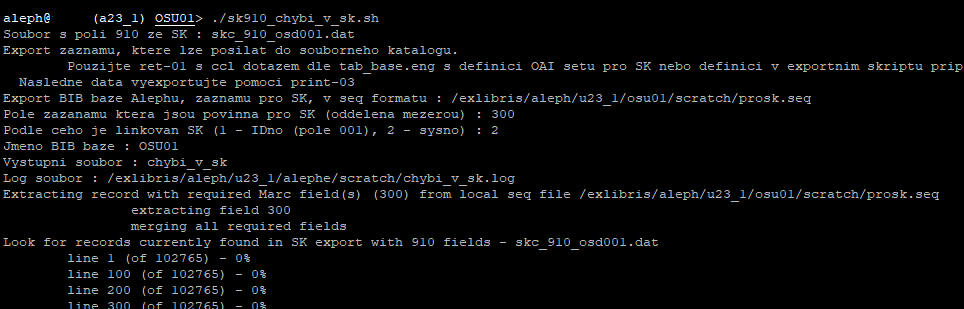 aleph@ (a23_1) OSU01> ./sk910_chybi_v_sk.sh
Soubor s poli 910 ze SK : skc_910_osd001.dat
Export zaznamu, ktere lze posilat do souborneho katalogu.
Pouzijte ret-01 s ccl dotazem dle tab_base.eng s definici OAI setu pro SK nebo definici v exportnim skriptu prip
Nasledne data vyexportujte pomoci print-03
Export BIB baze Alephu, zaznamu pro SK, v seq formatu : /exlibris/aleph/u23_1/osu01/scratch/prosk.seq
Pole zazanamu ktera jsou povinna pro SK (oddelena mezerou) : 300
Podle ceho je linkovan SK (1 - IDno (pole 001), 2 - sysno) : 2
Jmeno BIB baze : OSU01
Vystupni soubor : chybi_v_sk
Log soubor : /exlibris/aleph/u23_1/alephe/scratch/chybi_v_sk.log
Extracting record with required Marc field(s) (300) from local seq file /exlibris/aleph/u23_1/osu01/scratch/prosk.seq
extracting field 300
merging all required fields
Look for records currently found in SK export with 910 fields - skc_910_osd001.dat
line 1 (of 102765) - 0%
line 100 (of 102765) - 0%
line 200 (of 102765) - 0%
line 300 (of 102765) - 0%